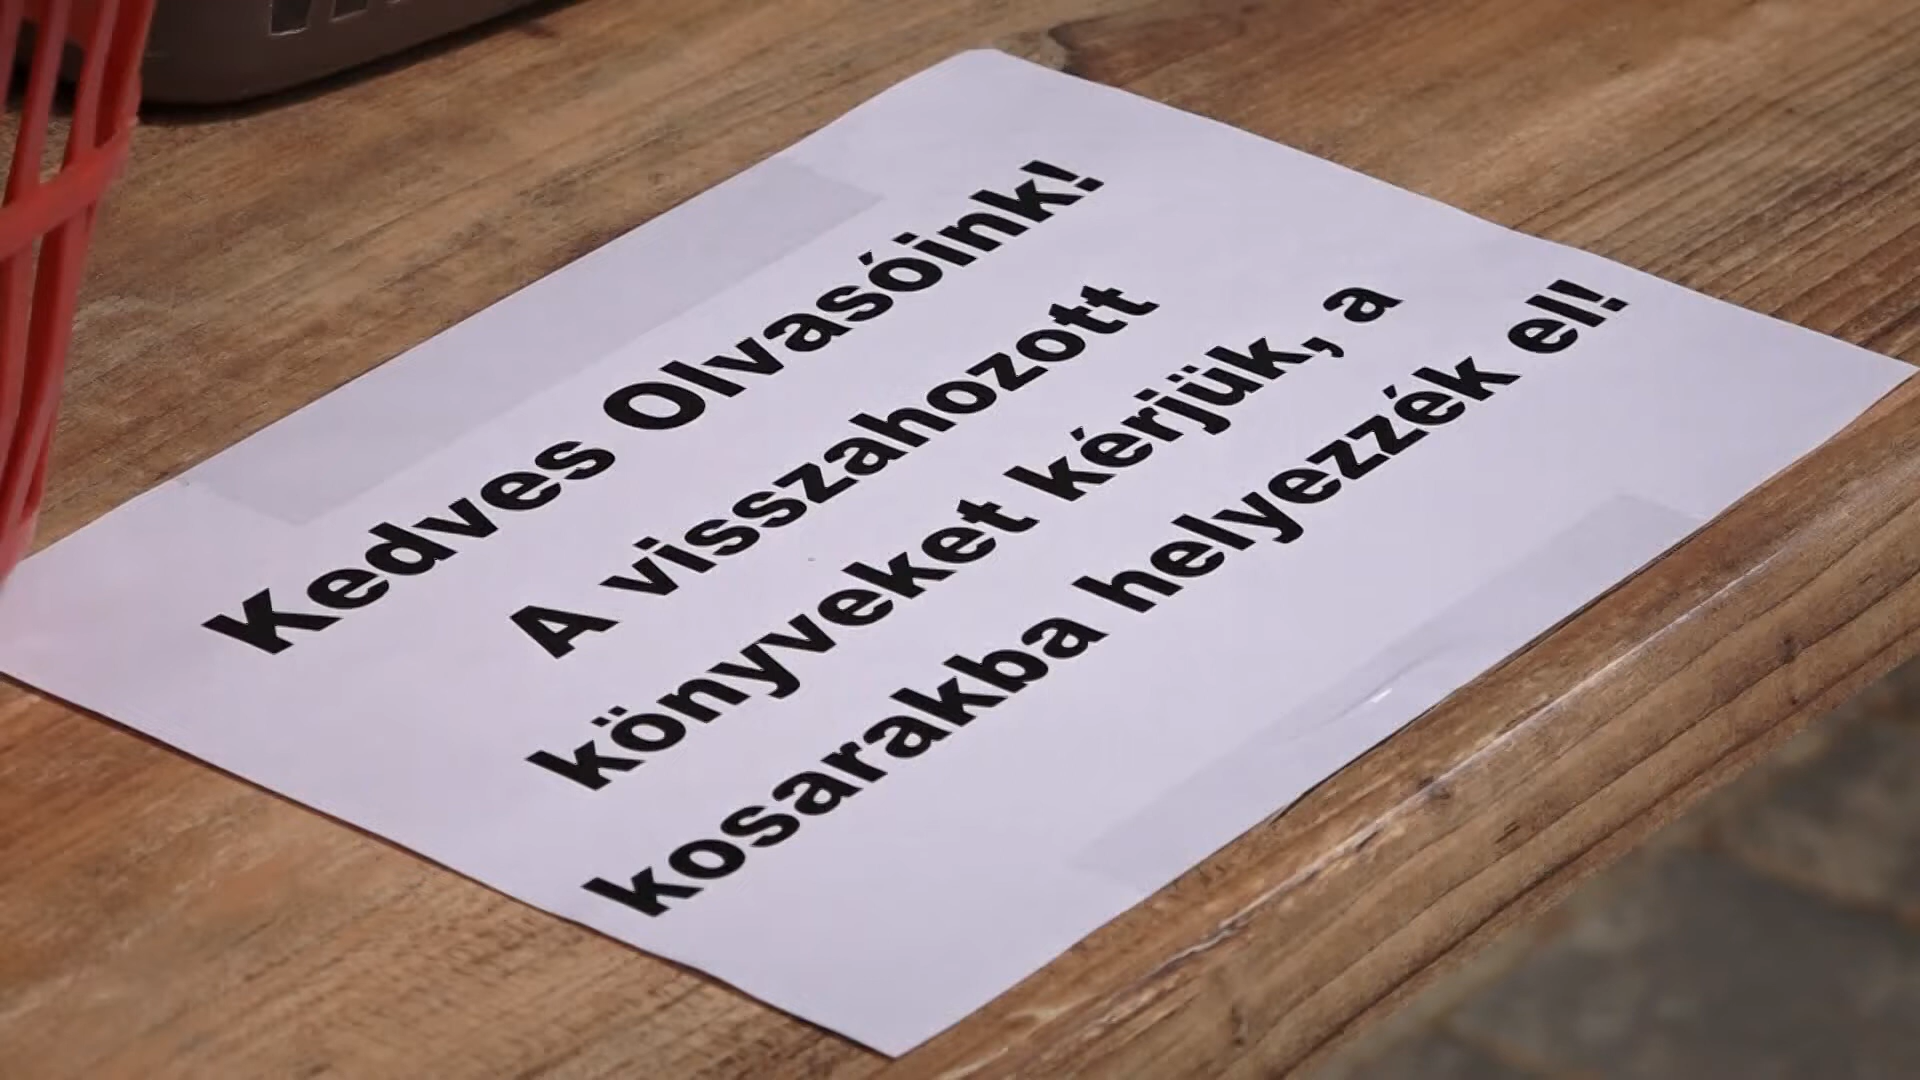 Kedves Olvasóink!
A visszahozott
könyveket kérjük, a
kosarakba helyezzék el!